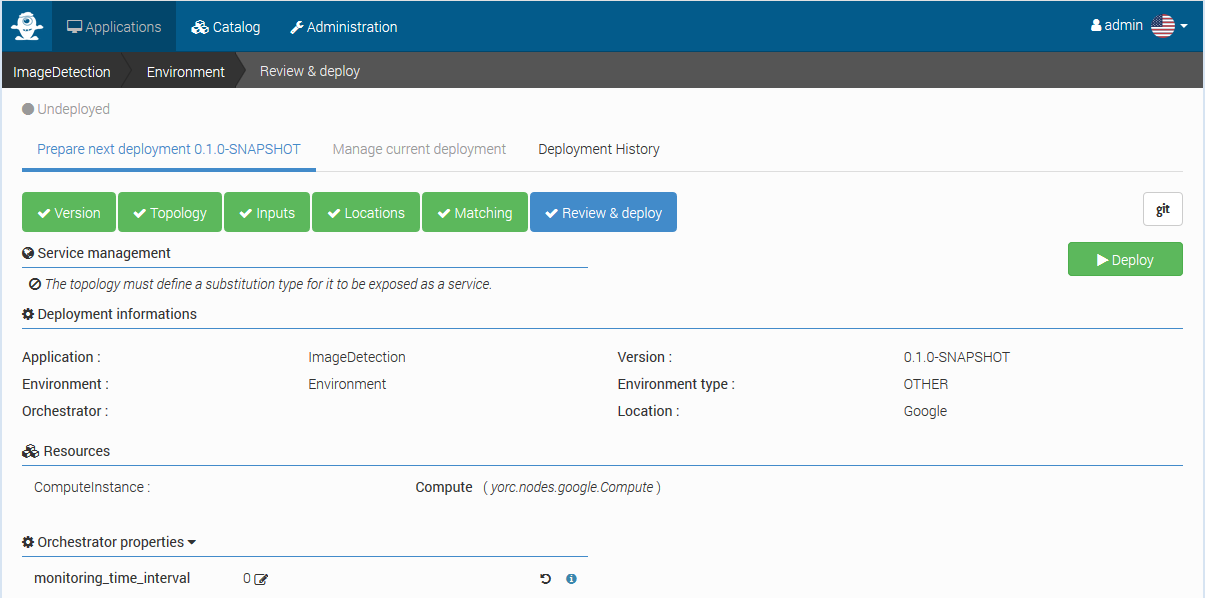 Applications Catalog Administration admin
ImageDetection Environment Review & deploy
Undeployed
Prepare next deployment 0.1.0-SNAPSHOT Manage current deployment Deployment History
Version Topology Inputs Locations Matching Review & deploy git
Service management Deploy
The topology must define a substitution type for it to be exposed as a service.
Deployment informations
Application : ImageDetection Version : 0.1.0-SNAPSHOT
Environment : Environment Environment type : OTHER
Orchestrator : Location : Google
Resources
ComputeInstance : Compute ( yorc.nodes.google.Compute )
Orchestrator properties
monitoring_time_interval 0